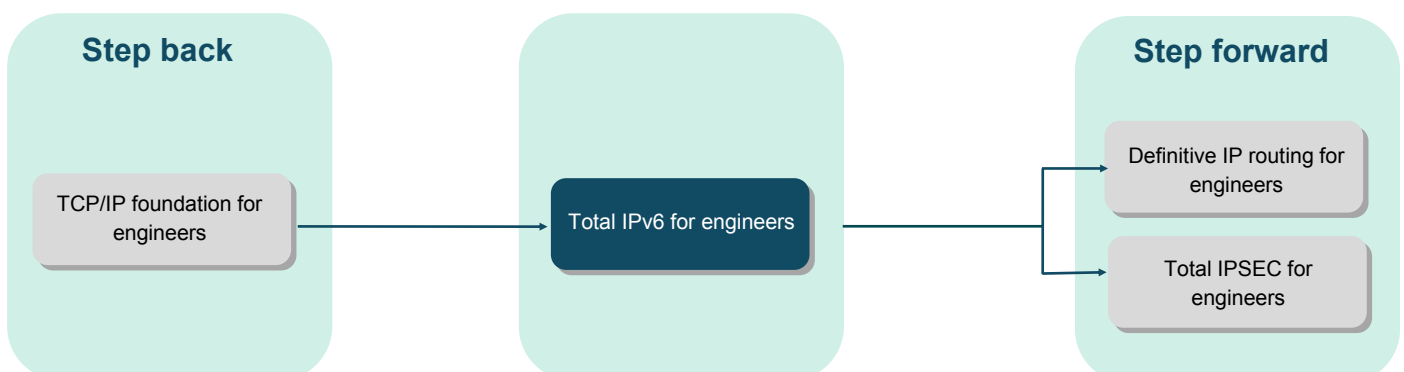 Step back
TCP/IP foundation for
engineers
Total IPv6 for engineers
Step forward
Definitive IP routing for
engineers
Total IPSEC for
engineers